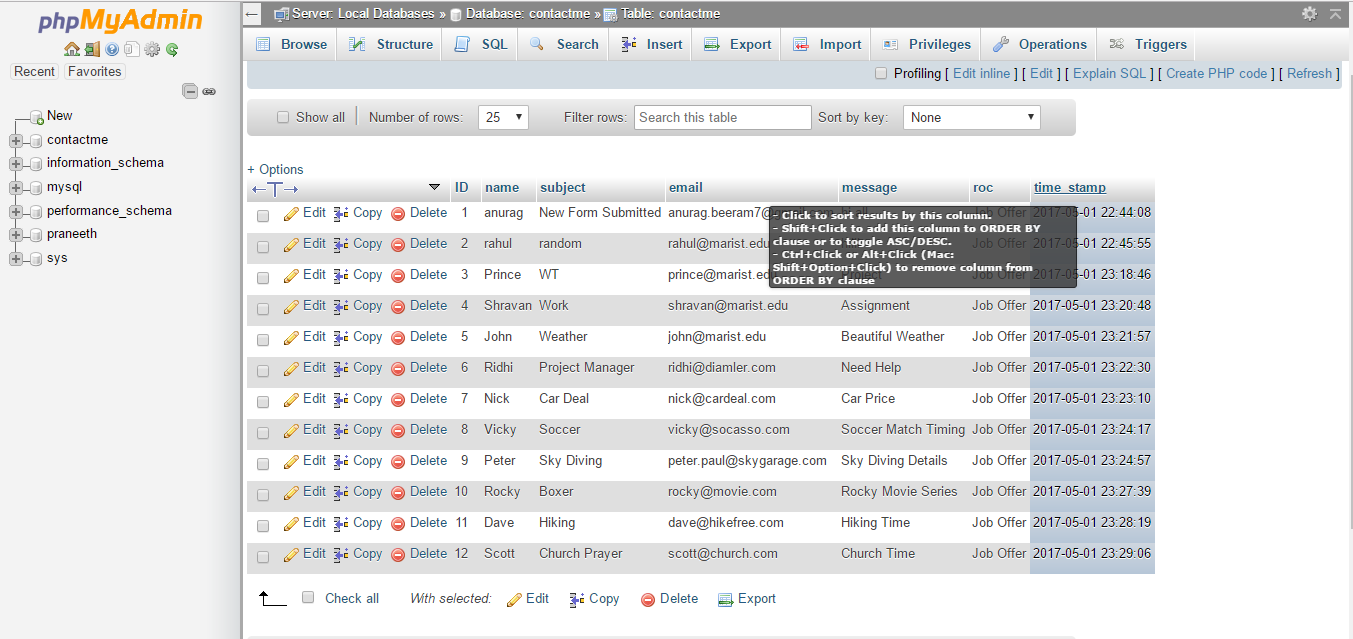 phpMyAdmin
Recent Favorites
New
contactme
information_schema
mysql
performance_schema
praneeth
sys
Server: Local Databases » Database: contactme » Table: contactme
Browse Structure SQL Search Insert Export Import Privileges Operations Triggers
Profiling [ Edit inline ] [ Edit ] [ Explain SQL ] [ Create PHP code ] [ Refresh ]
Show all Number of rows: 25 Filter rows: Search this table Sort by key: None
+ Options
ID name subject email message roc time_stamp
Edit Copy Delete 1 anurag New Form Submitted anurag.beeram7@ Job Offer 2017-05-01 22:44:08
Edit Copy Delete 2 rahul random rahul@marist.edu 2017-05-01 22:45:55
Edit Copy Delete 3 Prince WT prince@marist.edu 2017-05-01 23:18:46
- Click to sort results by this column.
- Shift+Click to add this column to ORDER BY
clause or to toggle ASC/DESC.
- Ctrl+Click or Alt+Click (Mac:
Shift+Option+Click) to remove column from
ORDER BY clause
Edit Copy Delete 4 Shravan Work shravan@marist.edu Assignment Job Offer 2017-05-01 23:20:48
Edit Copy Delete 5 John Weather john@marist.edu Beautiful Weather Job Offer 2017-05-01 23:21:57
Edit Copy Delete 6 Ridhi Project Manager ridhi@diamler.com Need Help Job Offer 2017-05-01 23:22:30
Edit Copy Delete 7 Nick Car Deal nick@cardeal.com Car Price Job Offer 2017-05-01 23:23:10
Edit Copy Delete 8 Vicky Soccer vicky@socasso.com Soccer Match Timing Job Offer 2017-05-01 23:24:17
Edit Copy Delete 9 Peter Sky Diving peter.paul@skygarage.com Sky Diving Details Job Offer 2017-05-01 23:24:57
Edit Copy Delete 10 Rocky Boxer rocky@movie.com Rocky Movie Series Job Offer 2017-05-01 23:27:39
Edit Copy Delete 11 Dave Hiking dave@hikefree.com Hiking Time Job Offer 2017-05-01 23:28:19
Edit Copy Delete 12 Scott Church Prayer scott@church.com Church Time Job Offer 2017-05-01 23:29:06
Check all With selected: Edit Copy Delete Export